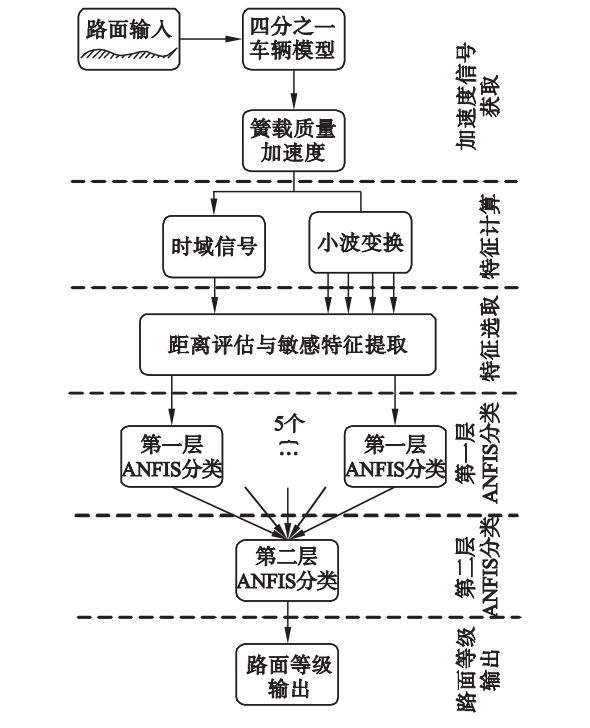 路面输入
四分之一
车辆模型
簧载质量
加速度
加速度信号
获取
时域信号
小波变换
特征计算
距离评估与敏感特征提取
特征选取
第一层
ANFIS分类
5个
…
第一层
ANFIS分类
第一层
ANFIS分类
第二层
ANFIS分类
第二层
ANFIS分类
路面等级
输出
路面等级
输出